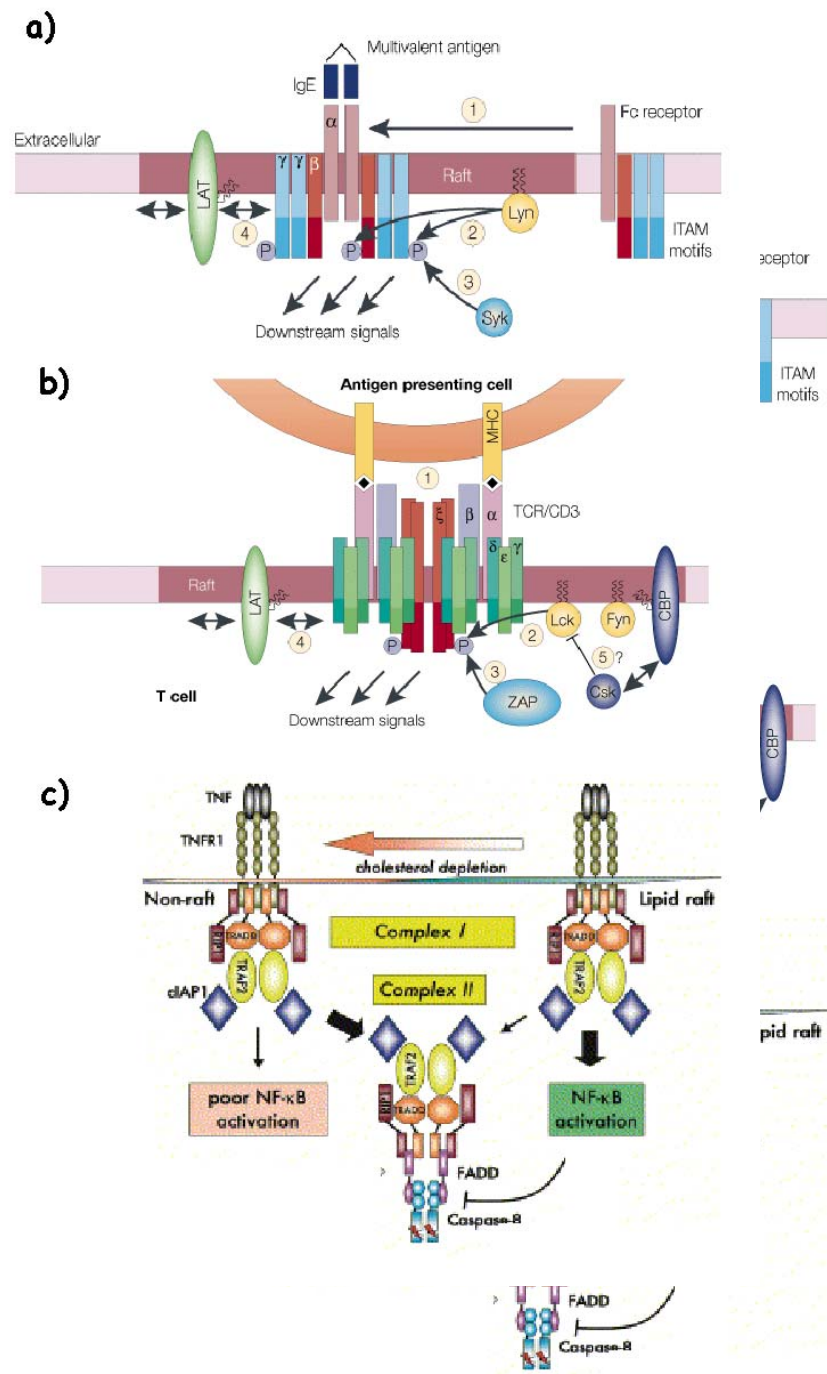 a)
Multivalent antigen
IgE
α
1
Fc receptor
Extracellular
γ γ β
Raft
LAT
Lyn
4
2
ITAM
motifs
P
P
P
3
Syk
Downstream signals
eceptor
ITAM
motifs
b)
Antigen presenting cell
MHC
1
ξ
β
α
TCR/CD3
δ
ε
γ
Raft
LAT
Lck
Fyn
CBP
4
2
P
P
5 ?
3
Csk
T cell
ZAP
Downstream signals
CBP
c)
TNF
TNFR1
cholesterol depletion
Non-raft
Lipid raft
RIP1
TRADD
Complex I
RIP1
TRADD
TRAF2
TRAF2
cIAP1
Complex II
pid raft
TRAF2
poor NF-κB
activation
RIP1
TRADD
NF-κB
activation
FADD
Caspase-8
FADD
Caspase-8